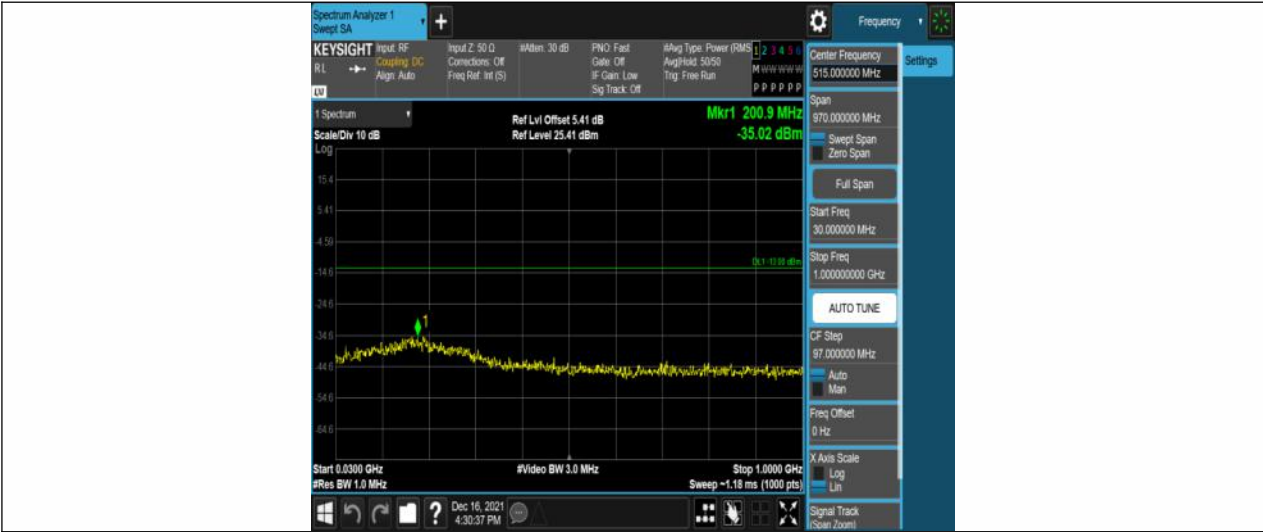 Spectrum Analyzer 1
Swept SA
+
Frequency
KEYSIGHT
Input: RF
Coupling: DC
Align: Auto
Input Z: 50 Ω
Corrections: Off
Freq Ref: Int (S)
#Atten: 30 dB
PNO: Fast
Gate: Off
IF Gain: Low
Sig Track: Off
#Avg Type: Power (RMS
Avg|Hold: 50/50
Trig: Free Run
1 2 3 4 5 6
M W W W W W
P P P P P P
R L
LV
1 Spectrum
Scale/Div 10 dB
Ref Lvl Offset 5.41 dB
Ref Level 25.41 dBm
Mkr1 200.9 MHz
-35.02 dBm
Log
15.4
5.41
-4.59
-14.6
-24.6
-34.6
-44.6
-54.6
-64.6
DL1 -13.00 dBm
1
Start 0.0300 GHz
#Res BW 1.0 MHz
#Video BW 3.0 MHz
Stop 1.0000 GHz
Sweep ~1.18 ms (1000 pts)
Dec 16, 2021
4:30:37 PM
Center Frequency
515.000000 MHz
Settings
Span
970.000000 MHz
Swept Span
Zero Span
Full Span
Start Freq
30.000000 MHz
Stop Freq
1.000000000 GHz
AUTO TUNE
CF Step
97.000000 MHz
Auto
Man
Freq Offset
0 Hz
X Axis Scale
Log
Lin
Signal Track
(Span Zoom)